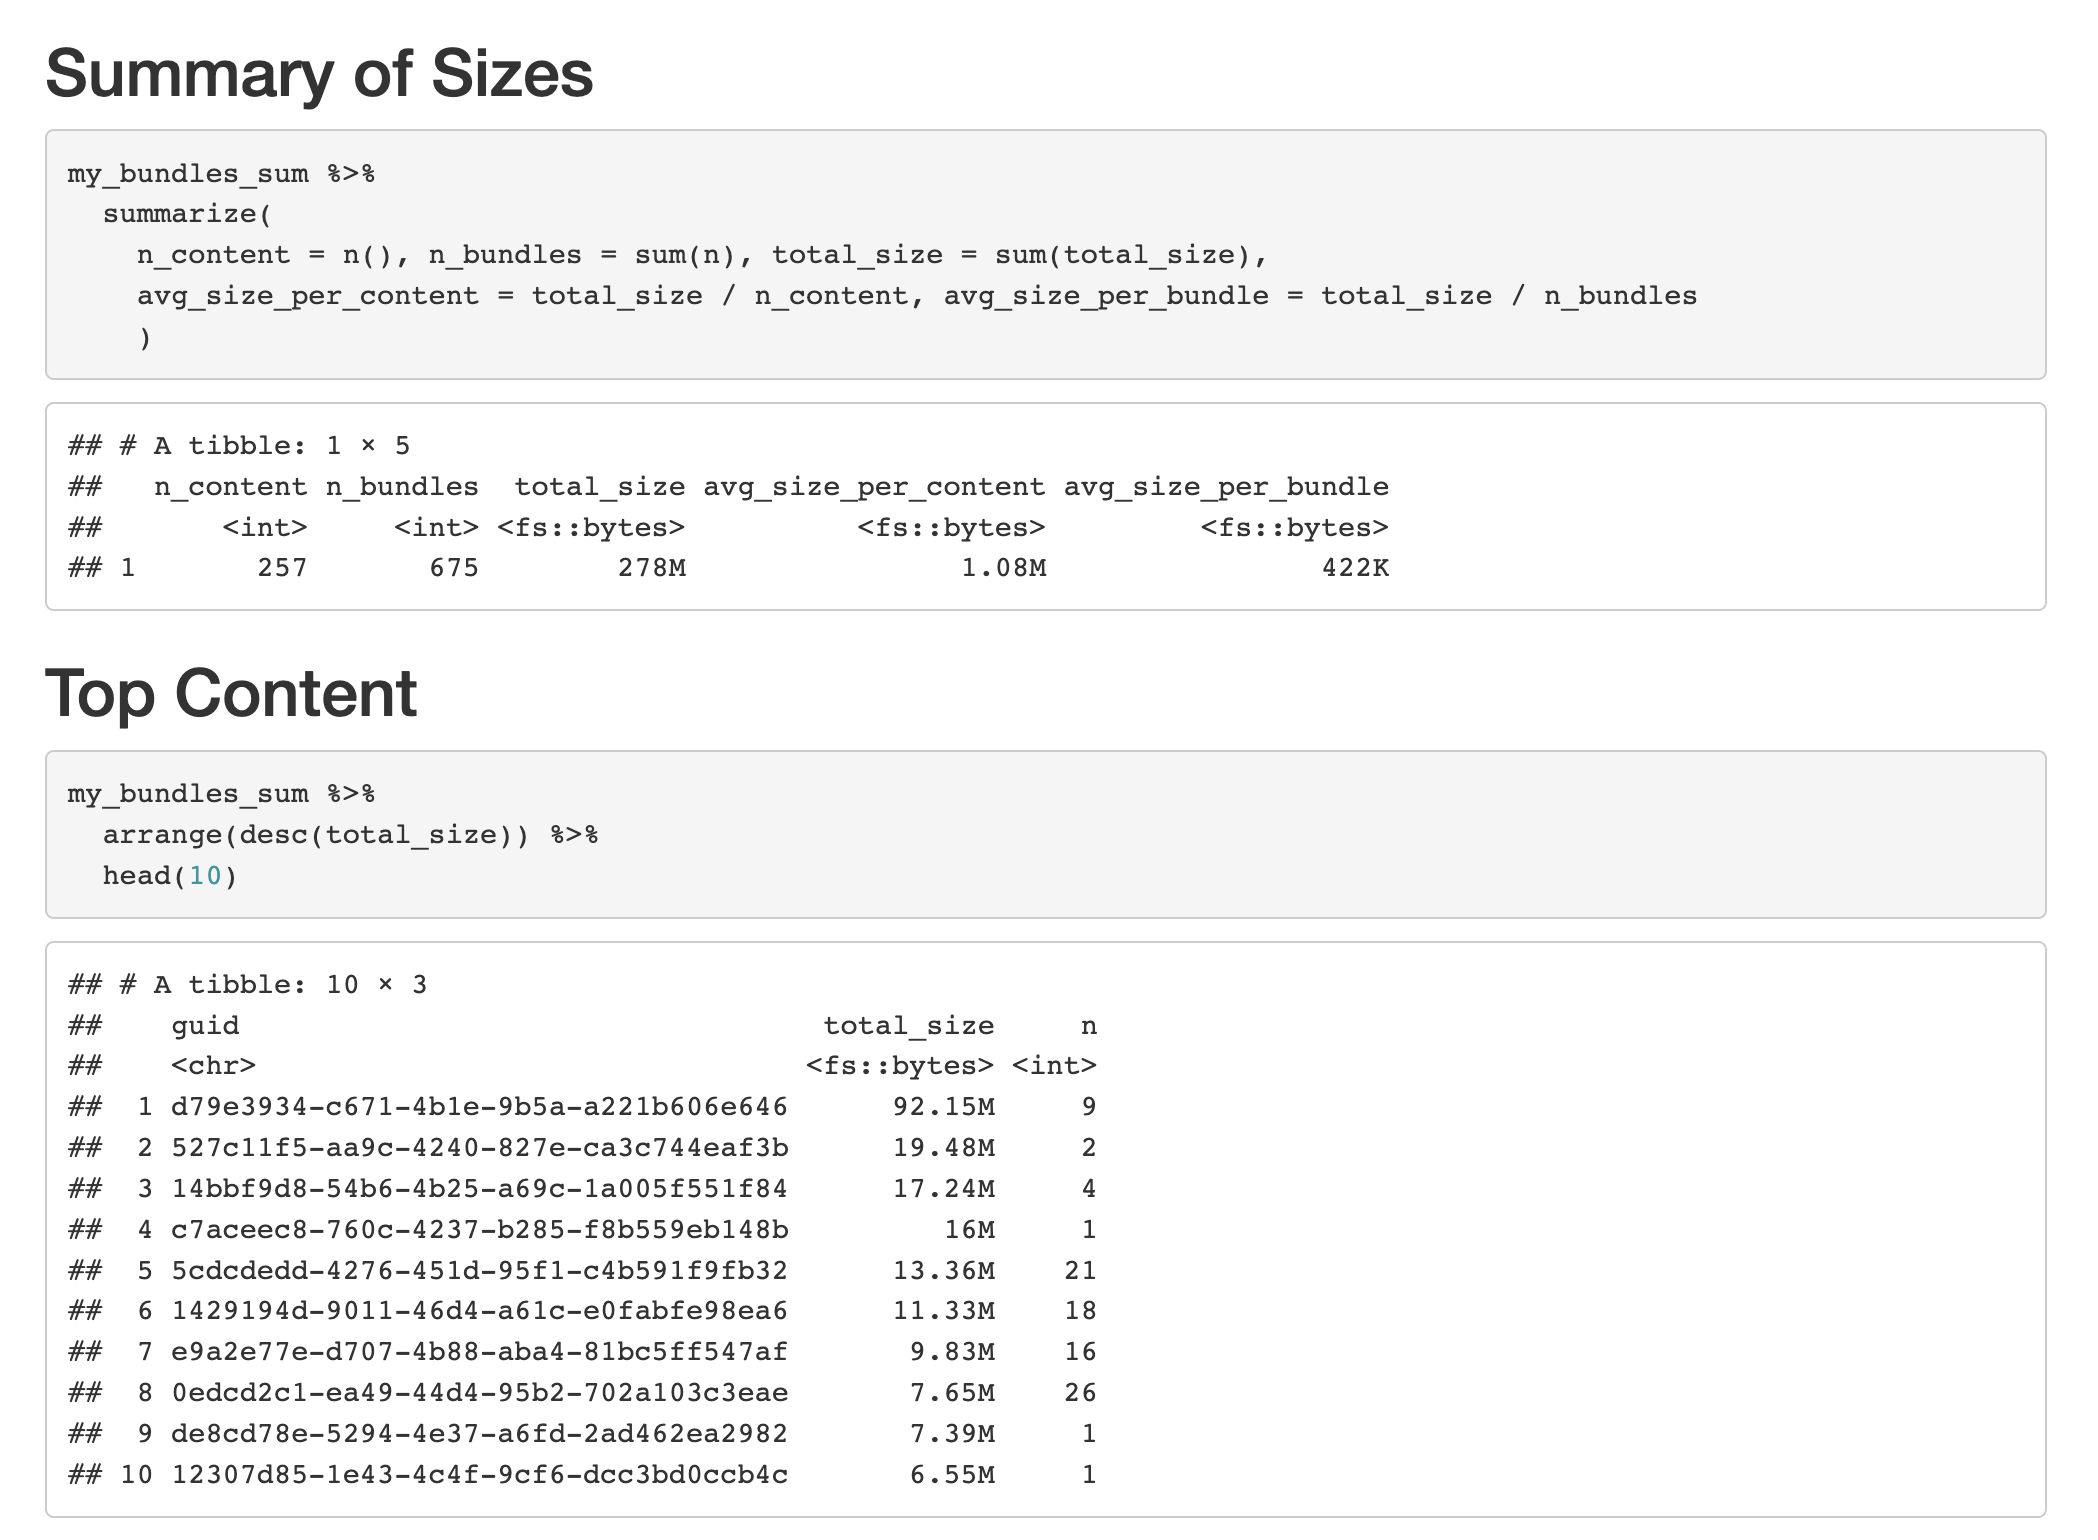 Summary of Sizes
my_bundles_sum %>%
  summarize(
    n_content = n(), n_bundles = sum(n), total_size = sum(total_size),
    avg_size_per_content = total_size / n_content, avg_size_per_bundle = total_size / n_bundles
    )
## # A tibble: 1 × 5
##   n_content n_bundles  total_size avg_size_per_content avg_size_per_bundle
##       <int>     <int> <fs::bytes>          <fs::bytes>         <fs::bytes>
## 1       257       675        278M                1.08M                422K
Top Content
my_bundles_sum %>%
  arrange(desc(total_size)) %>%
  head(10)
## # A tibble: 10 × 3
##    guid                                  total_size     n
##    <chr>                                <fs::bytes> <int>
##  1 d79e3934-c671-4b1e-9b5a-a221b606e646      92.15M     9
##  2 527c11f5-aa9c-4240-827e-ca3c744eaf3b      19.48M     2
##  3 14bbf9d8-54b6-4b25-a69c-1a005f551f84      17.24M     4
##  4 c7aceec8-760c-4237-b285-f8b559eb148b         16M     1
##  5 5cdcdedd-4276-451d-95f1-c4b591f9fb32      13.36M    21
##  6 1429194d-9011-46d4-a61c-e0fabfe98ea6      11.33M    18
##  7 e9a2e77e-d707-4b88-aba4-81bc5ff547af       9.83M    16
##  8 0edcd2c1-ea49-44d4-95b2-702a103c3eae       7.65M    26
##  9 de8cd78e-5294-4e37-a6fd-2ad462ea2982       7.39M     1
## 10 12307d85-1e43-4c4f-9cf6-dcc3bd0ccb4c       6.55M     1